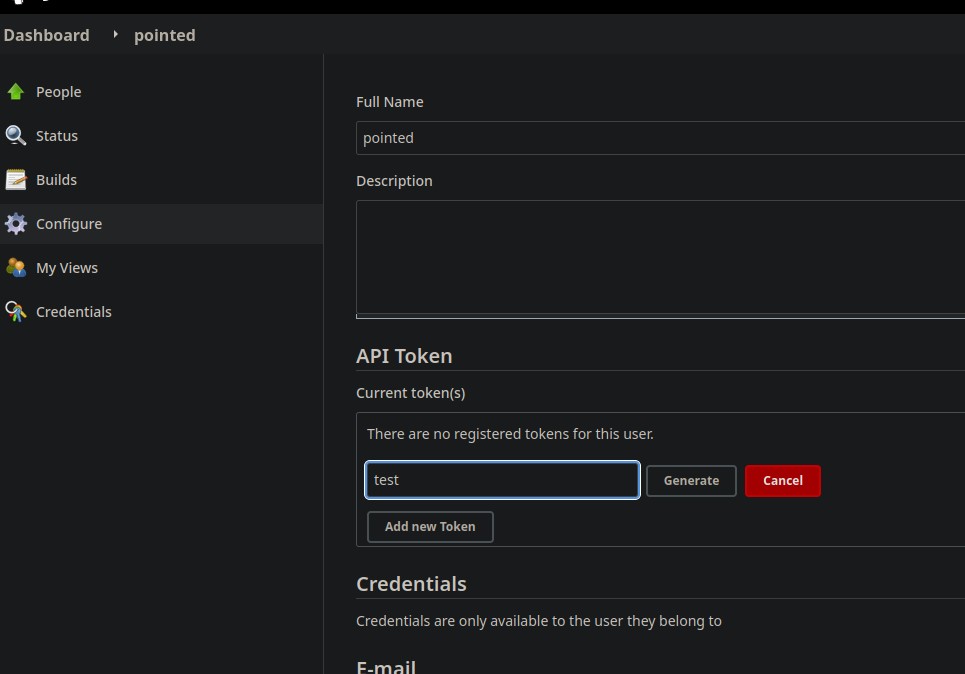 Dashboard pointed
People
Status
Builds
Configure
My Views
Credentials
Full Name
pointed
Description
API Token
Current token(s)
There are no registered tokens for this user.
test Generate Cancel
Add new Token
Credentials
Credentials are only available to the user they belong to
E-mail